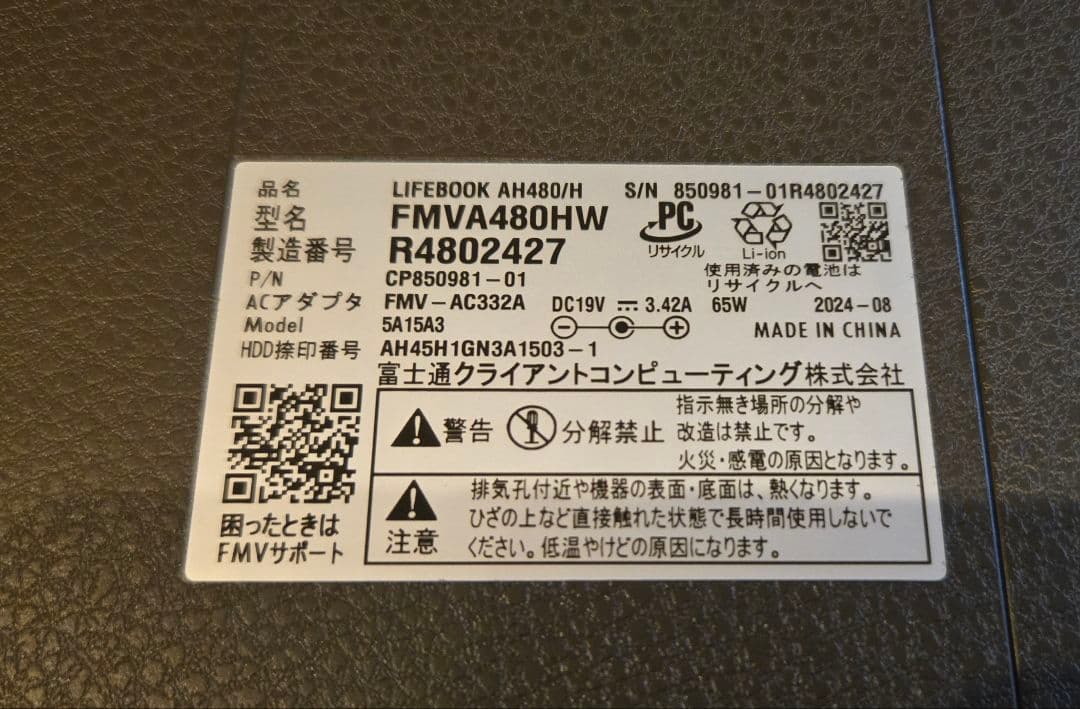 品名 LIFEBOOK AH480/H S/N 850981-01R4802427
型名 FMVA480HW
製造番号 R4802427
PC
リサイクル
Li-ion
使用済みの電池は
リサイクルへ
P/N CP850981-01
ACアダプタ FMV-AC332A DC19V 3.42A 65W 2024-08
Model 5A15A3
MADE IN CHINA
HDD捺印番号 AH45H1GN3A1503-1
富士通クライアントコンピューティング株式会社
警告 分解禁止
指示無き場所の分解や
改造は禁止です。
火災・感電の原因となります。
注意
排気孔付近や機器の表面・底面は、熱くなります。
ひざの上など直接触れた状態で長時間使用しないで
ください。低温やけどの原因になります。
困ったときは
FMVサポート